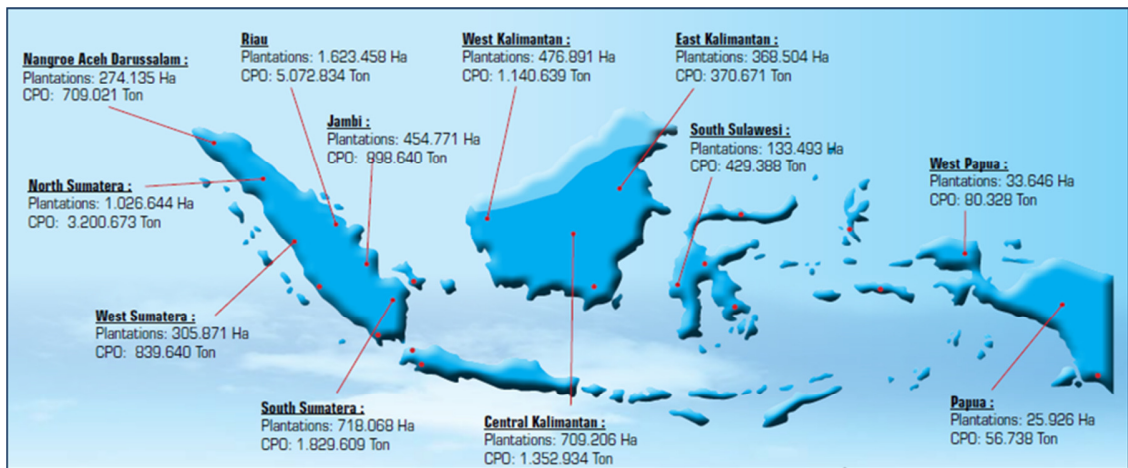 Nangroe Aceh Darussalam :
Plantations: 274.135 Ha
CPO: 709.021 Ton
Riau
Plantations: 1.623.458 Ha
CPO: 5.072.834 Ton
West Kalimantan :
Plantations: 476.891 Ha
CPO: 1.140.639 Ton
East Kalimantan :
Plantations: 368.504 Ha
CPO: 370.671 Ton
Jambi :
Plantations: 454.771 Ha
CPO: 898.640 Ton
South Sulawesi :
Plantations: 133.493 Ha
CPO: 429.388 Ton
West Papua :
Plantations: 33.646 Ha
CPO: 80.328 Ton
North Sumatera :
Plantations: 1.026.644 Ha
CPO: 3.200.673 Ton
West Sumatera :
Plantations: 305.871 Ha
CPO: 839.640 Ton
South Sumatera :
Plantations: 718.068 Ha
CPO: 1.829.609 Ton
Central Kalimantan :
Plantations: 709.206 Ha
CPO: 1.352.934 Ton
Papua :
Plantations: 25.926 Ha
CPO: 56.738 Ton